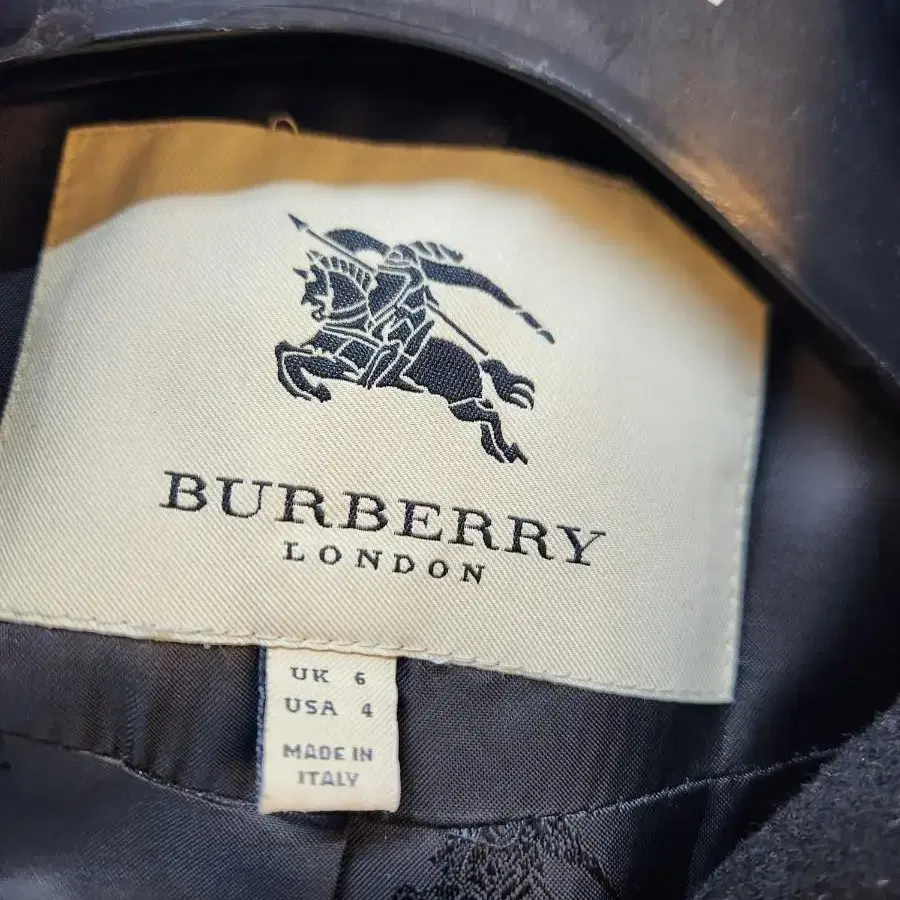 BURBERRY
LONDON
UK 6
USA 4
MADE IN
ITALY